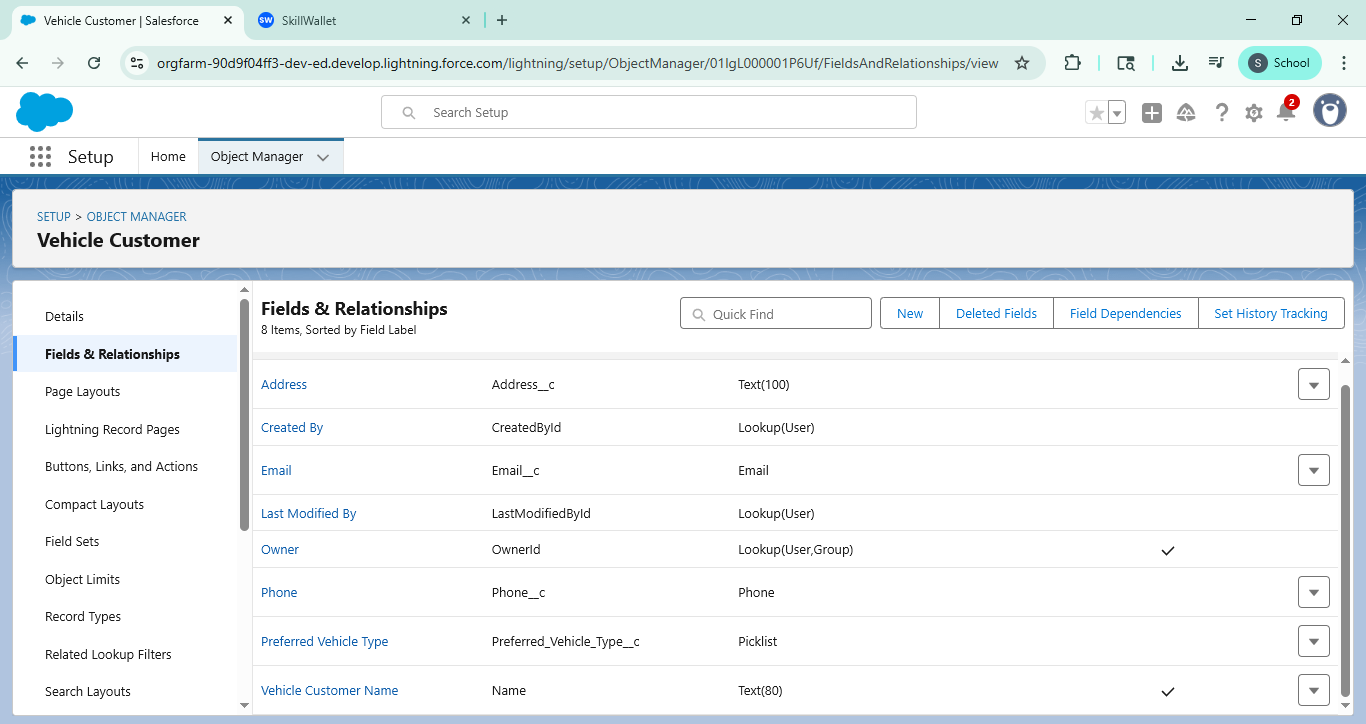 Vehicle Customer | Salesforce
SW SkillWallet
orgfarm-90d9f04ff3-dev-ed.develop.lightning.force.com/lightning/setup/ObjectManager/01IgL000001P6Uf/FieldsAndRelationships/view
S School
Search Setup
2
Setup Home Object Manager
SETUP > OBJECT MANAGER
Vehicle Customer
Details
Fields & Relationships
Page Layouts
Lightning Record Pages
Buttons, Links, and Actions
Compact Layouts
Field Sets
Object Limits
Record Types
Related Lookup Filters
Search Layouts
Fields & Relationships
8 Items, Sorted by Field Label
Quick Find
New Deleted Fields Field Dependencies Set History Tracking
Address Address__c Text(100)
Created By CreatedById Lookup(User)
Email Email__c Email
Last Modified By LastModifiedById Lookup(User)
Owner OwnerId Lookup(User,Group)
Phone Phone__c Phone
Preferred Vehicle Type Preferred_Vehicle_Type__c Picklist
Vehicle Customer Name Name Text(80)